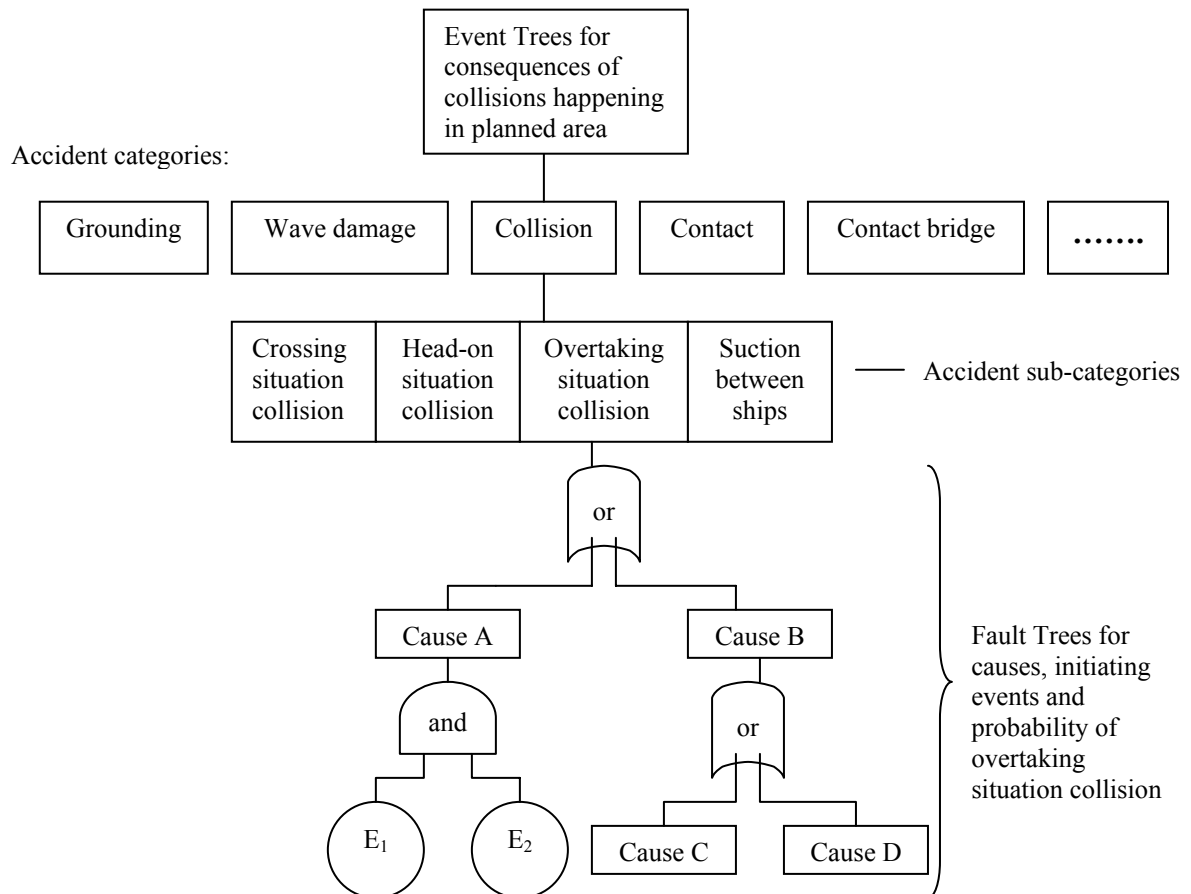 Event Trees for
consequences of
collisions happening
in planned area
Accident categories:
Grounding
Wave damage
Collision
Contact
Contact bridge
.......
Crossing
situation
collision
Head-on
situation
collision
Overtaking
situation
collision
Suction
between
ships
Accident sub-categories
or
Cause A
Cause B
and
or
E₁
E₂
Cause C
Cause D
Fault Trees for
causes, initiating
events and
probability of
overtaking
situation collision